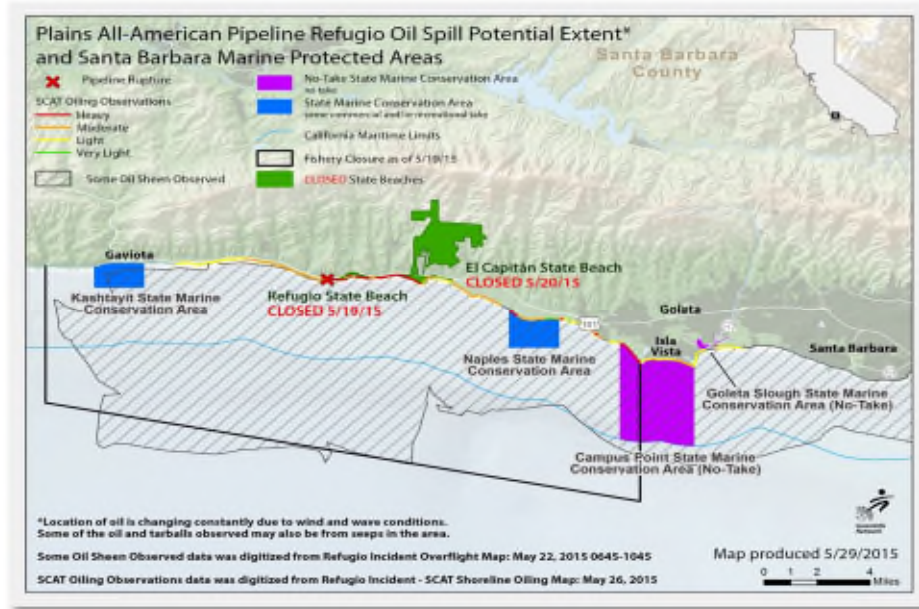 Plains All-American Pipeline Refugio Oil Spill Potential Extent*
and Santa Barbara Marine Protected Areas
Santa Barbara
County
Pipeline Rupture
SCAT Oiling Observations
Heavy
Moderate
Light
Very Light
Some Oil Sheen Observed
No-Take State Marine Conservation Area
no take
State Marine Conservation Area
some commercial and/or recreational take
California Maritime Limits
Fishery Closure as of 5/19/15
CLOSED State Beaches
Gaviota
Kashtayit State Marine
Conservation Area
Refugio State Beach
CLOSED 5/19/15
El Capitán State Beach
CLOSED 5/20/15
Naples State Marine
Conservation Area
101
Goleta
Isla
Vista
Santa Barbara
Goleta Slough State Marine
Conservation Area (No-Take)
Campus Point State Marine
Conservation Area (No-Take)
*Location of oil is changing constantly due to wind and wave conditions.
Some of the oil and tarballs observed may also be from seeps in the area.
Some Oil Sheen Observed data was digitized from Refugio Incident Overflight Map: May 22, 2015 0645-1045
SCAT Oiling Observations data was digitized from Refugio Incident - SCAT Shoreline Oiling Map: May 26, 2015
Map produced 5/29/2015
0 1 2 4
Miles